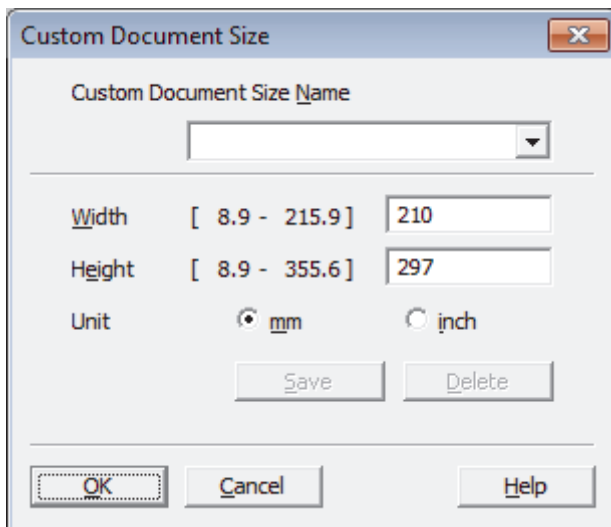 Custom Document Size
Custom Document Size Name
Width [ 8.9 - 215.9 ] 210
Height [ 8.9 - 355.6 ] 297
Unit mm inch
Save Delete
OK Cancel Help